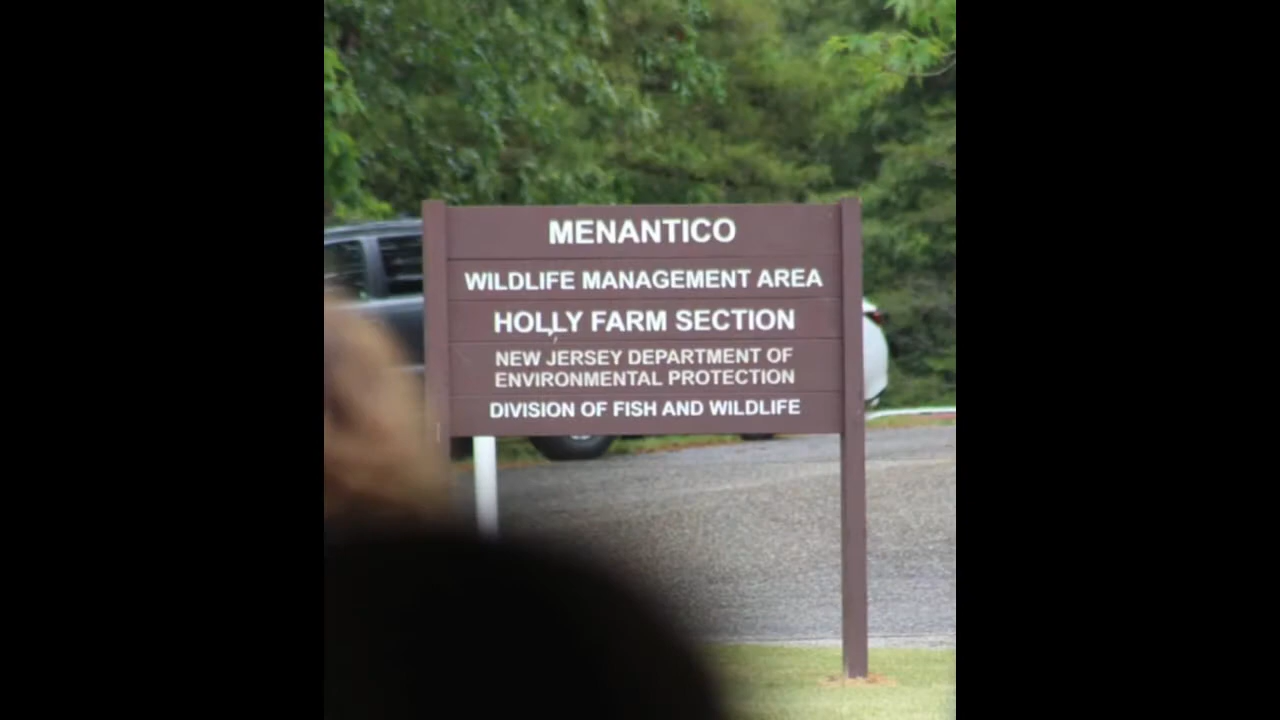 MENANTICO
WILDLIFE MANAGEMENT AREA
HOLLY FARM SECTION
NEW JERSEY DEPARTMENT OF
ENVIRONMENTAL PROTECTION
DIVISION OF FISH AND WILDLIFE